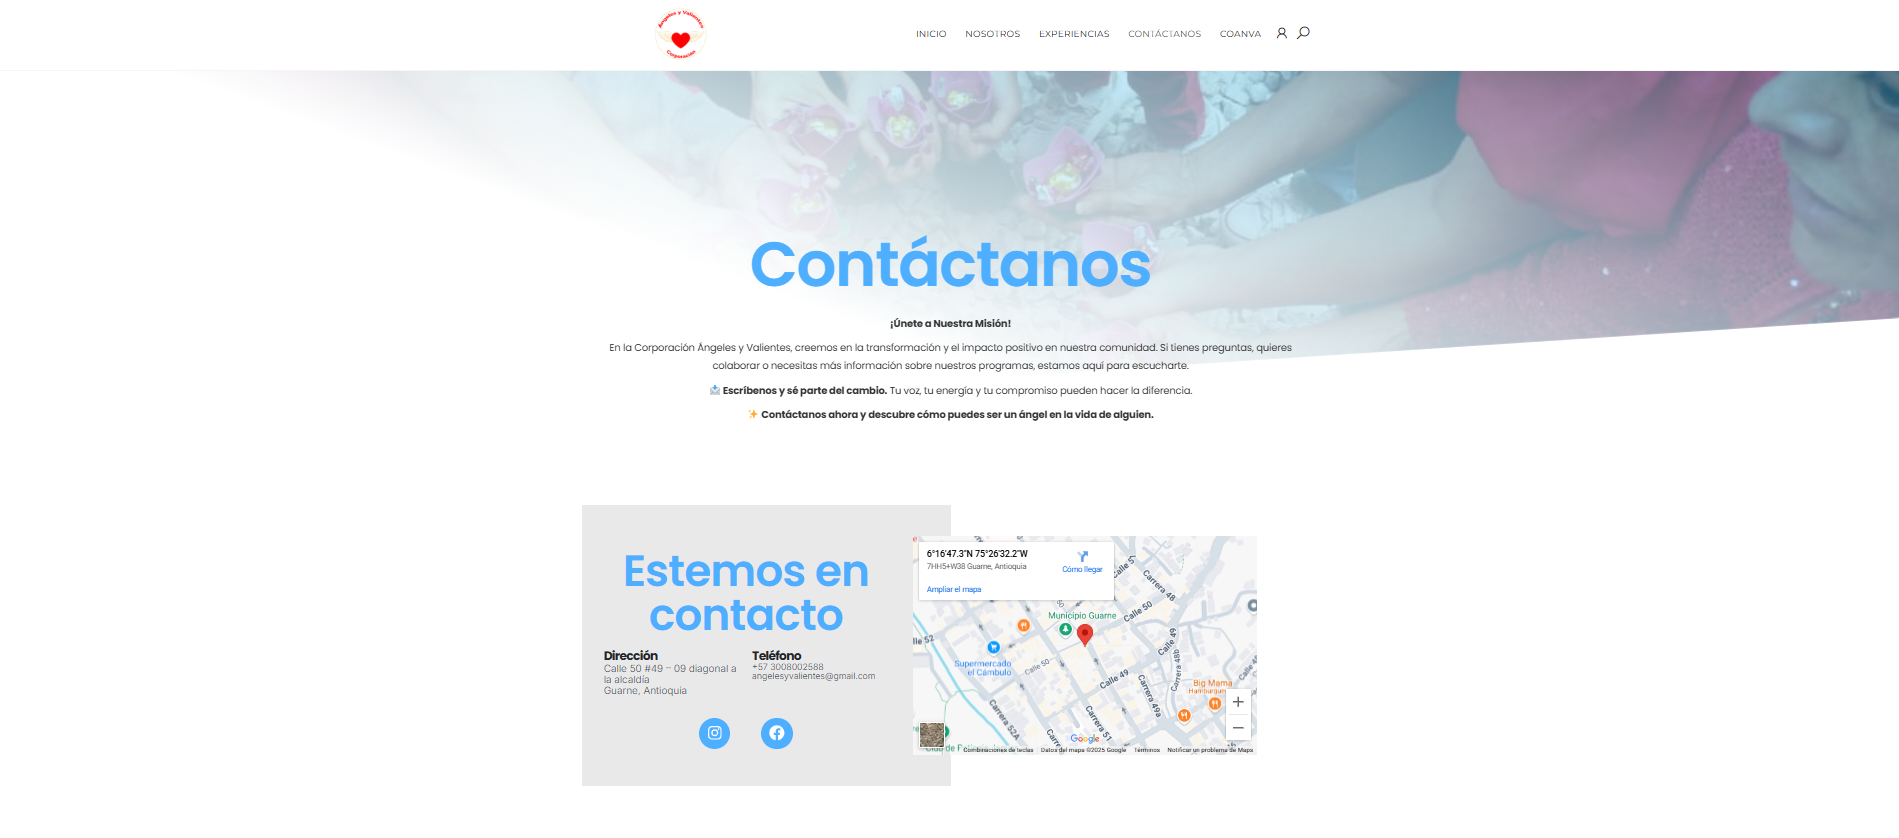 Ángeles y Valientes
Corporación
INICIO NOSOTROS EXPERIENCIAS CONTÁCTANOS COANVA
Contáctanos
¡Únete a Nuestra Misión!
En la Corporación Ángeles y Valientes, creemos en la transformación y el impacto positivo en nuestra comunidad. Si tienes preguntas, quieres
colaborar o necesitas más información sobre nuestros programas, estamos aquí para escucharte.
📩 Escríbenos y sé parte del cambio. Tu voz, tu energía y tu compromiso pueden hacer la diferencia.
✨ Contáctanos ahora y descubre cómo puedes ser un ángel en la vida de alguien.
Estemos en
contacto
Dirección
Calle 50 #49 – 09 diagonal a
la alcaldía
Guarne, Antioquia
Teléfono
+57 3008002588
angelesyvalientes@gmail.com
6°16'47.3"N 75°26'32.2"W
7HH5+W38 Guarne, Antioquia
Cómo llegar
Ampliar el mapa
Calle 5
Carrera 48
Calle 50
Municipio Guarne
lle 52
Calle 49
Supermercado
el Cámbulo
Calle 50
Carrera 48b
Calle 49
Carrera 49a
Big Mama
Carrera 52A
Carrera 51
Google
Combinaciones de teclas Datos del mapa ©2025 Google Términos Notificar un problema de Maps